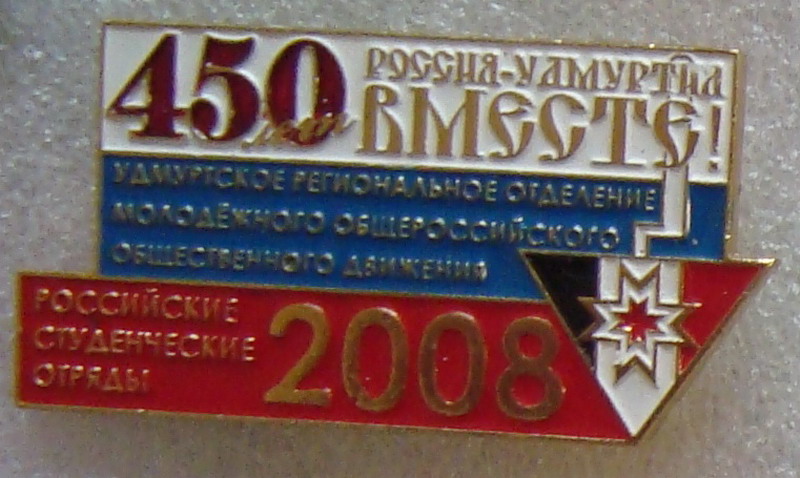 450 лет
РОССИЯ-УДМУРТИЯ
ВМЕСТЕ!
УДМУРТСКОЕ РЕГИОНАЛЬНОЕ ОТДЕЛЕНИЕ
МОЛОДЁЖНОГО ОБЩЕРОССИЙСКОГО
ОБЩЕСТВЕННОГО ДВИЖЕНИЯ
РОССИЙСКИЕ
СТУДЕНЧЕСКИЕ
ОТРЯДЫ
2008